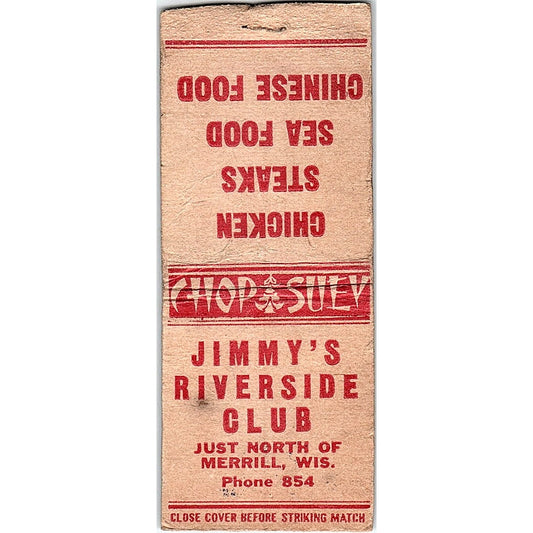 CHICKEN
STEAKS
SEA FOOD
CHINESE FOOD
CHOP SUEY
JIMMY'S
RIVERSIDE
CLUB
JUST NORTH OF
MERRILL, WIS.
Phone 854
CLOSE COVER BEFORE STRIKING MATCH